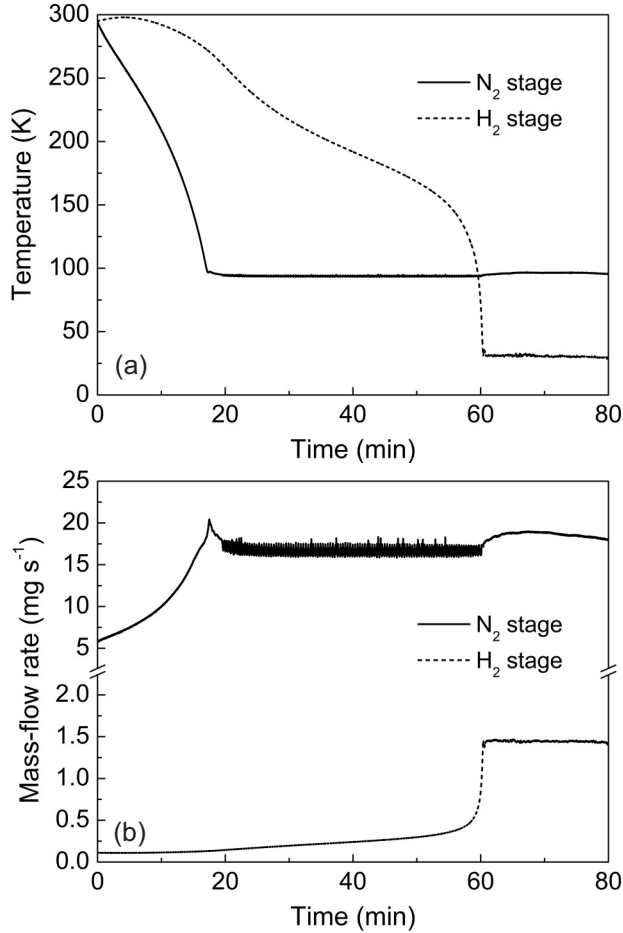 300
250
200
150
100
50
0
Temperature (K)
N₂ stage
H₂ stage
(a)
0 20 40 60 80
Time (min)
25
20
15
10
5
2.0
1.5
1.0
0.5
0.0
Mass-flow rate (mg s⁻¹)
N₂ stage
H₂ stage
(b)
0 20 40 60 80
Time (min)